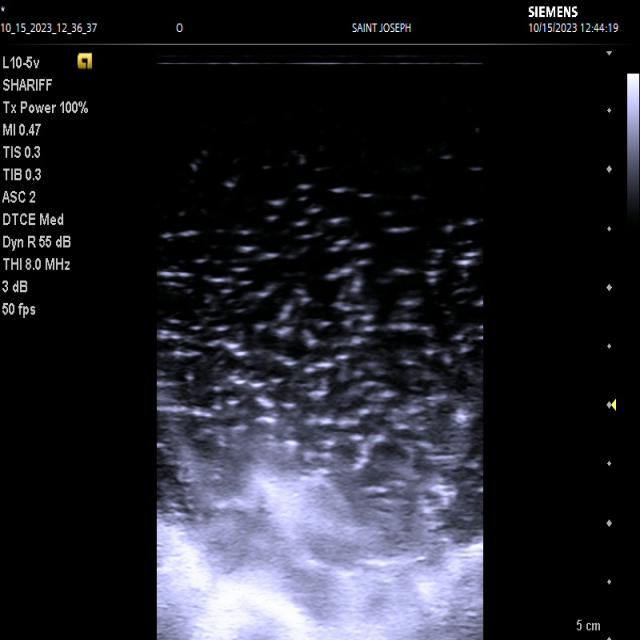 SIEMENS
10_15_2023_12_36_37 O SAINT JOSEPH 10/15/2023 12:44:19
L10-5v
SHARIFF
Tx Power 100%
MI 0.47
TIS 0.3
TIB 0.3
ASC 2
DTCE Med
Dyn R 55 dB
THI 8.0 MHz
3 dB
50 fps
5 cm